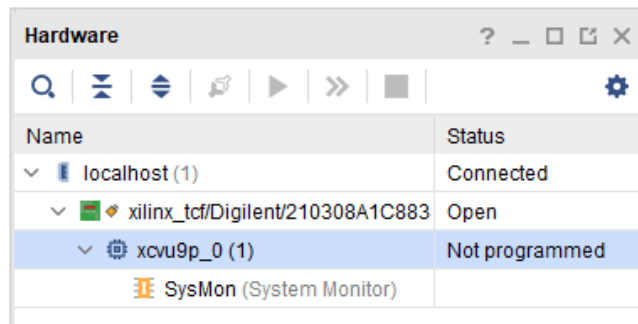 Hardware
Name Status
localhost (1) Connected
xilinx_tcf/Digilent/210308A1C883 Open
xcvu9p_0 (1) Not programmed
SysMon (System Monitor)